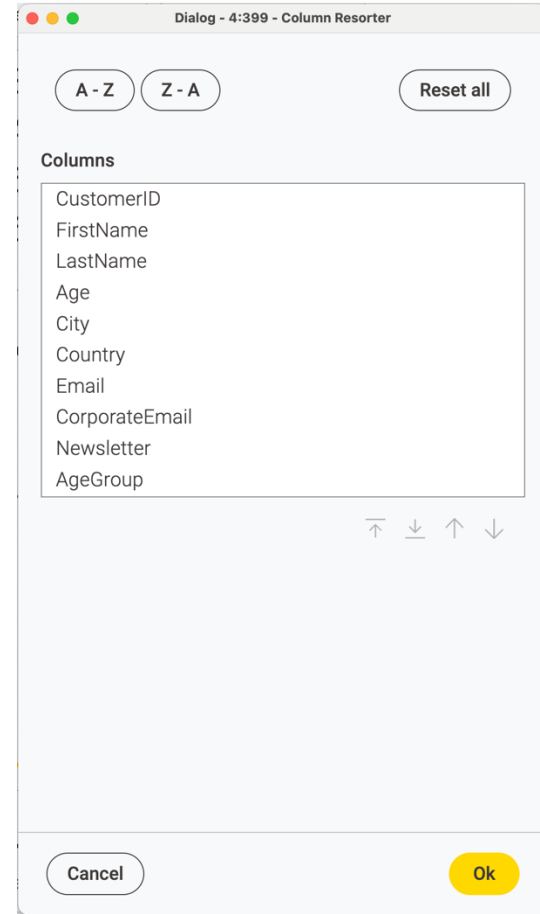 Dialog - 4:399 - Column Resorter
A - Z Z - A Reset all
Columns
CustomerID
FirstName
LastName
Age
City
Country
Email
CorporateEmail
Newsletter
AgeGroup
Cancel Ok